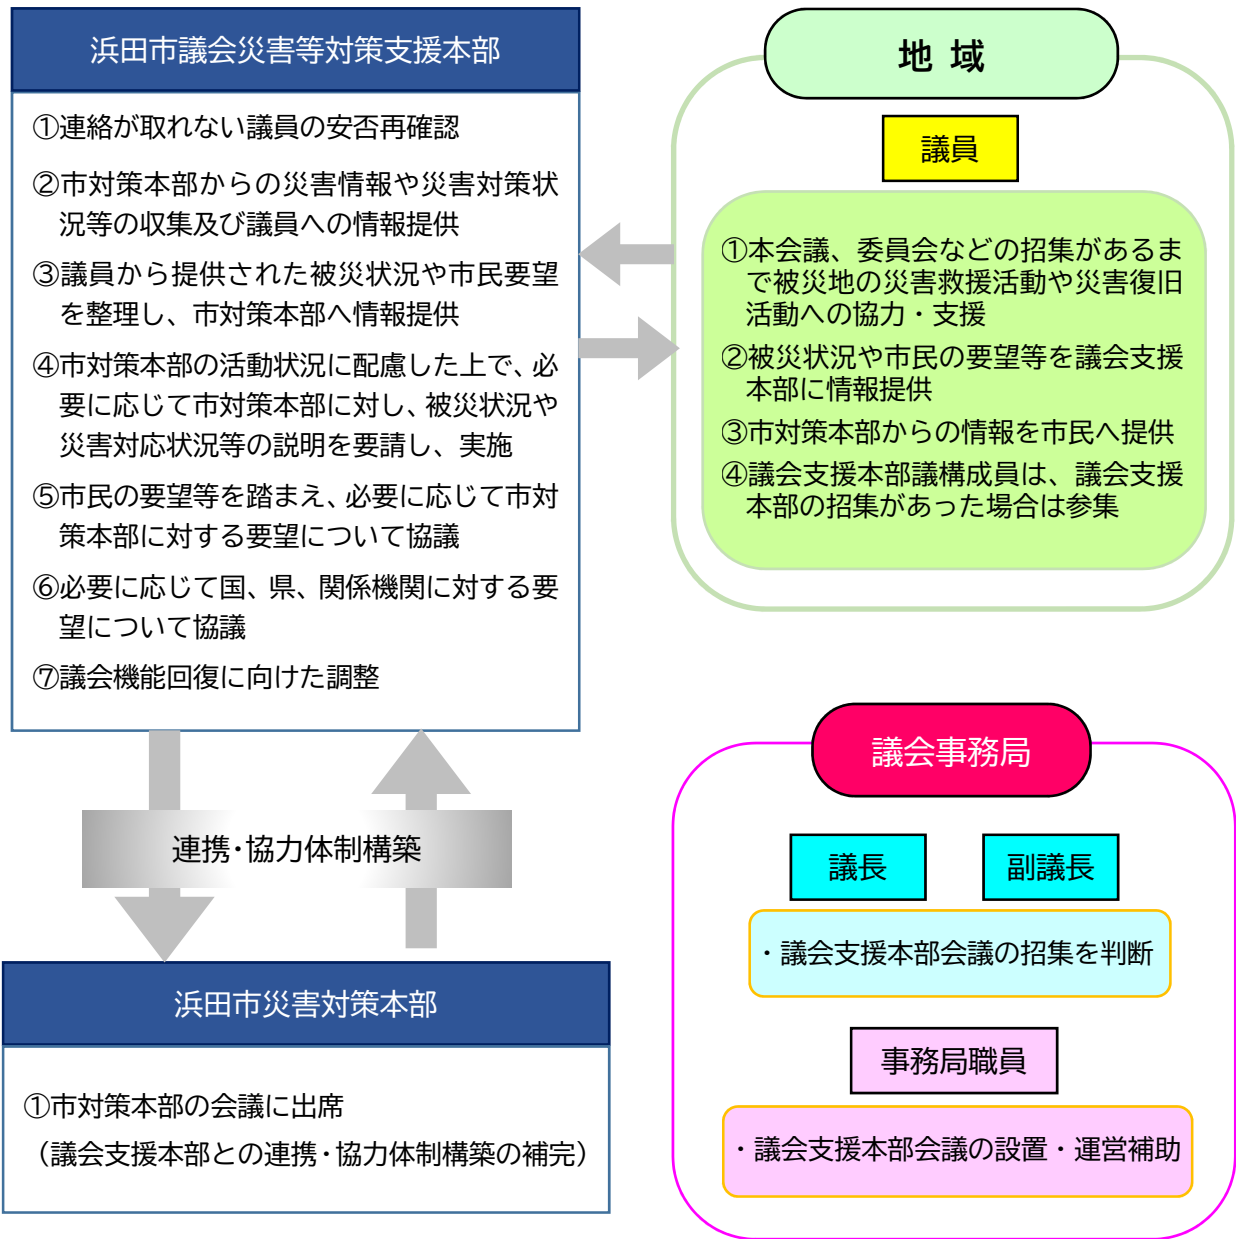 浜田市議会災害等対策支援本部
①連絡が取れない議員の安否再確認
②市対策本部からの災害情報や災害対策状
況等の収集及び議員への情報提供
③議員から提供された被災状況や市民要望
を整理し、市対策本部へ情報提供
④市対策本部の活動状況に配慮した上で、必
要に応じて市対策本部に対し、被災状況や
災害対応状況等の説明を要請し、実施
⑤市民の要望等を踏まえ、必要に応じて市対
策本部に対する要望について協議
⑥必要に応じて国、県、関係機関に対する要
望について協議
⑦議会機能回復に向けた調整
地 域
議員
①本会議、委員会などの招集があるま
で被災地の災害救援活動や災害復旧
活動への協力・支援
②被災状況や市民の要望等を議会支援
本部に情報提供
③市対策本部からの情報を市民へ提供
④議会支援本部議構成員は、議会支援
本部の招集があった場合は参集
連携・協力体制構築
浜田市災害対策本部
①市対策本部の会議に出席
（議会支援本部との連携・協力体制構築の補完）
議会事務局
議長
副議長
・議会支援本部会議の招集を判断
事務局職員
・議会支援本部会議の設置・運営補助